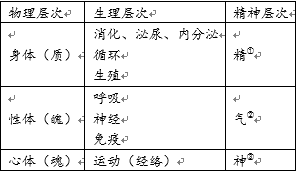 物理层次 生理层次 精神层次
消化、泌尿、内分泌
身体（质） 循环 精①
生殖
呼吸
性体（魄） 神经 气②
免疫
心体（魂） 运动（经络） 神③